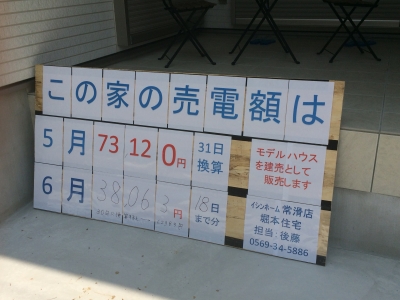 この家の売電額は
5月 73120円 31日換算
6月 38063円 18日まで分
モデルハウス
を建売として
販売します
イシンホーム 常滑店
堀本住宅
担当:後藤
0569-34-5886